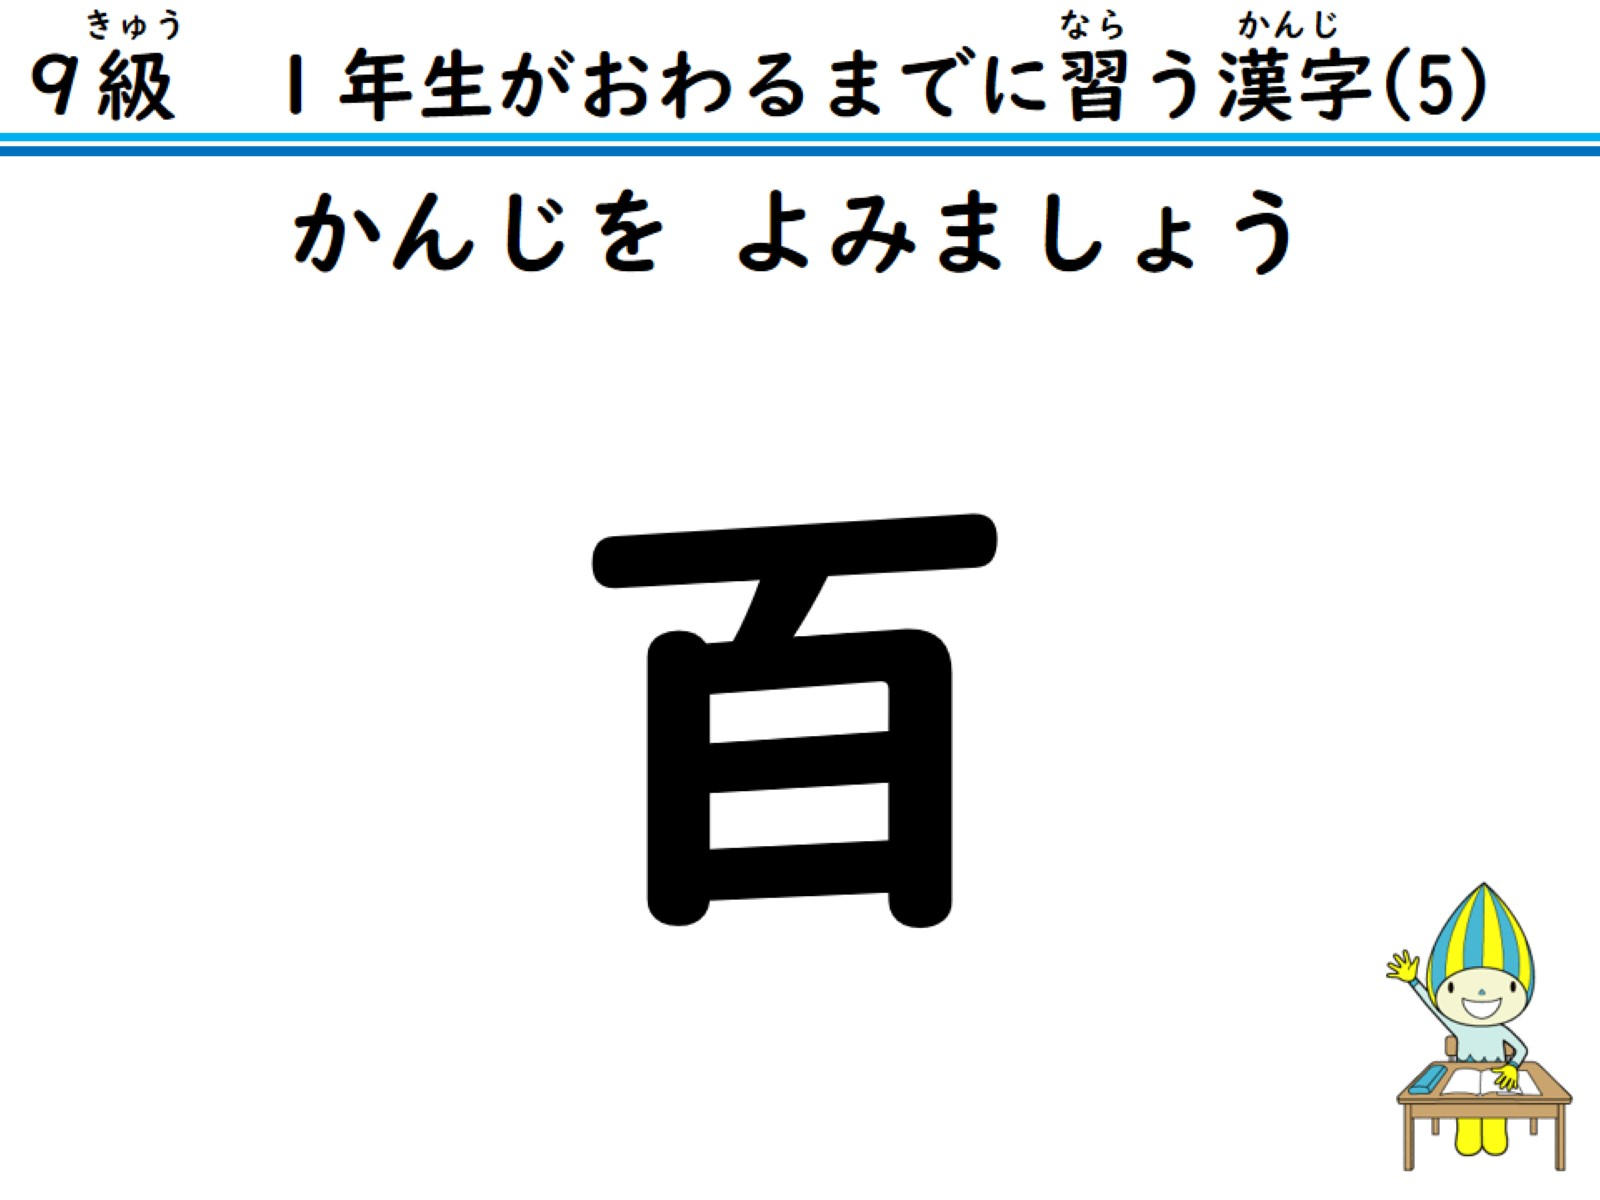 きゅう なら かんじ
9級 1年生がおわるまでに習う漢字(5)
かんじを よみましょう
百